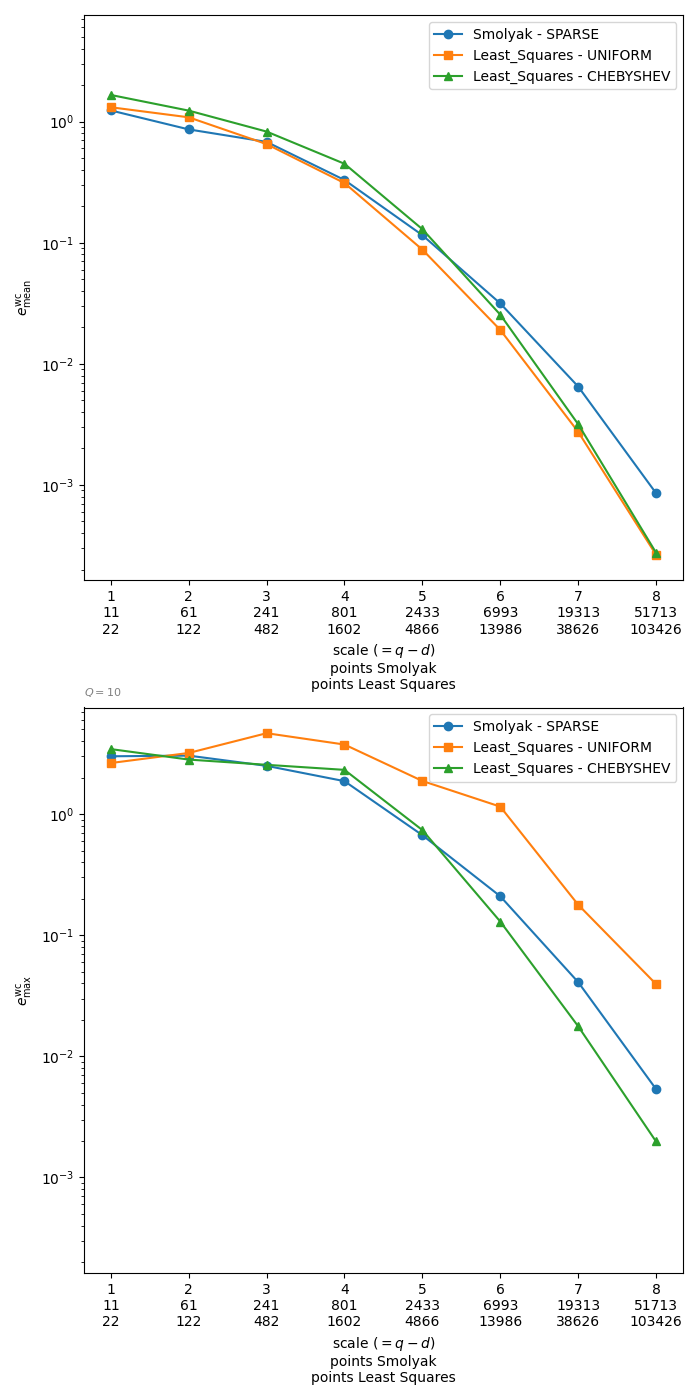 Smolyak - SPARSE
Least_Squares - UNIFORM
Least_Squares - CHEBYSHEV
10⁰
10⁻¹
10⁻²
10⁻³
e^wc_mean
1 2 3 4 5 6 7 8
11 61 241 801 2433 6993 19313 51713
22 122 482 1602 4866 13986 38626 103426
scale (= q − d)
points Smolyak
points Least Squares
Q = 10
Smolyak - SPARSE
Least_Squares - UNIFORM
Least_Squares - CHEBYSHEV
10⁰
10⁻¹
10⁻²
10⁻³
e^wc_max
1 2 3 4 5 6 7 8
11 61 241 801 2433 6993 19313 51713
22 122 482 1602 4866 13986 38626 103426
scale (= q − d)
points Smolyak
points Least Squares